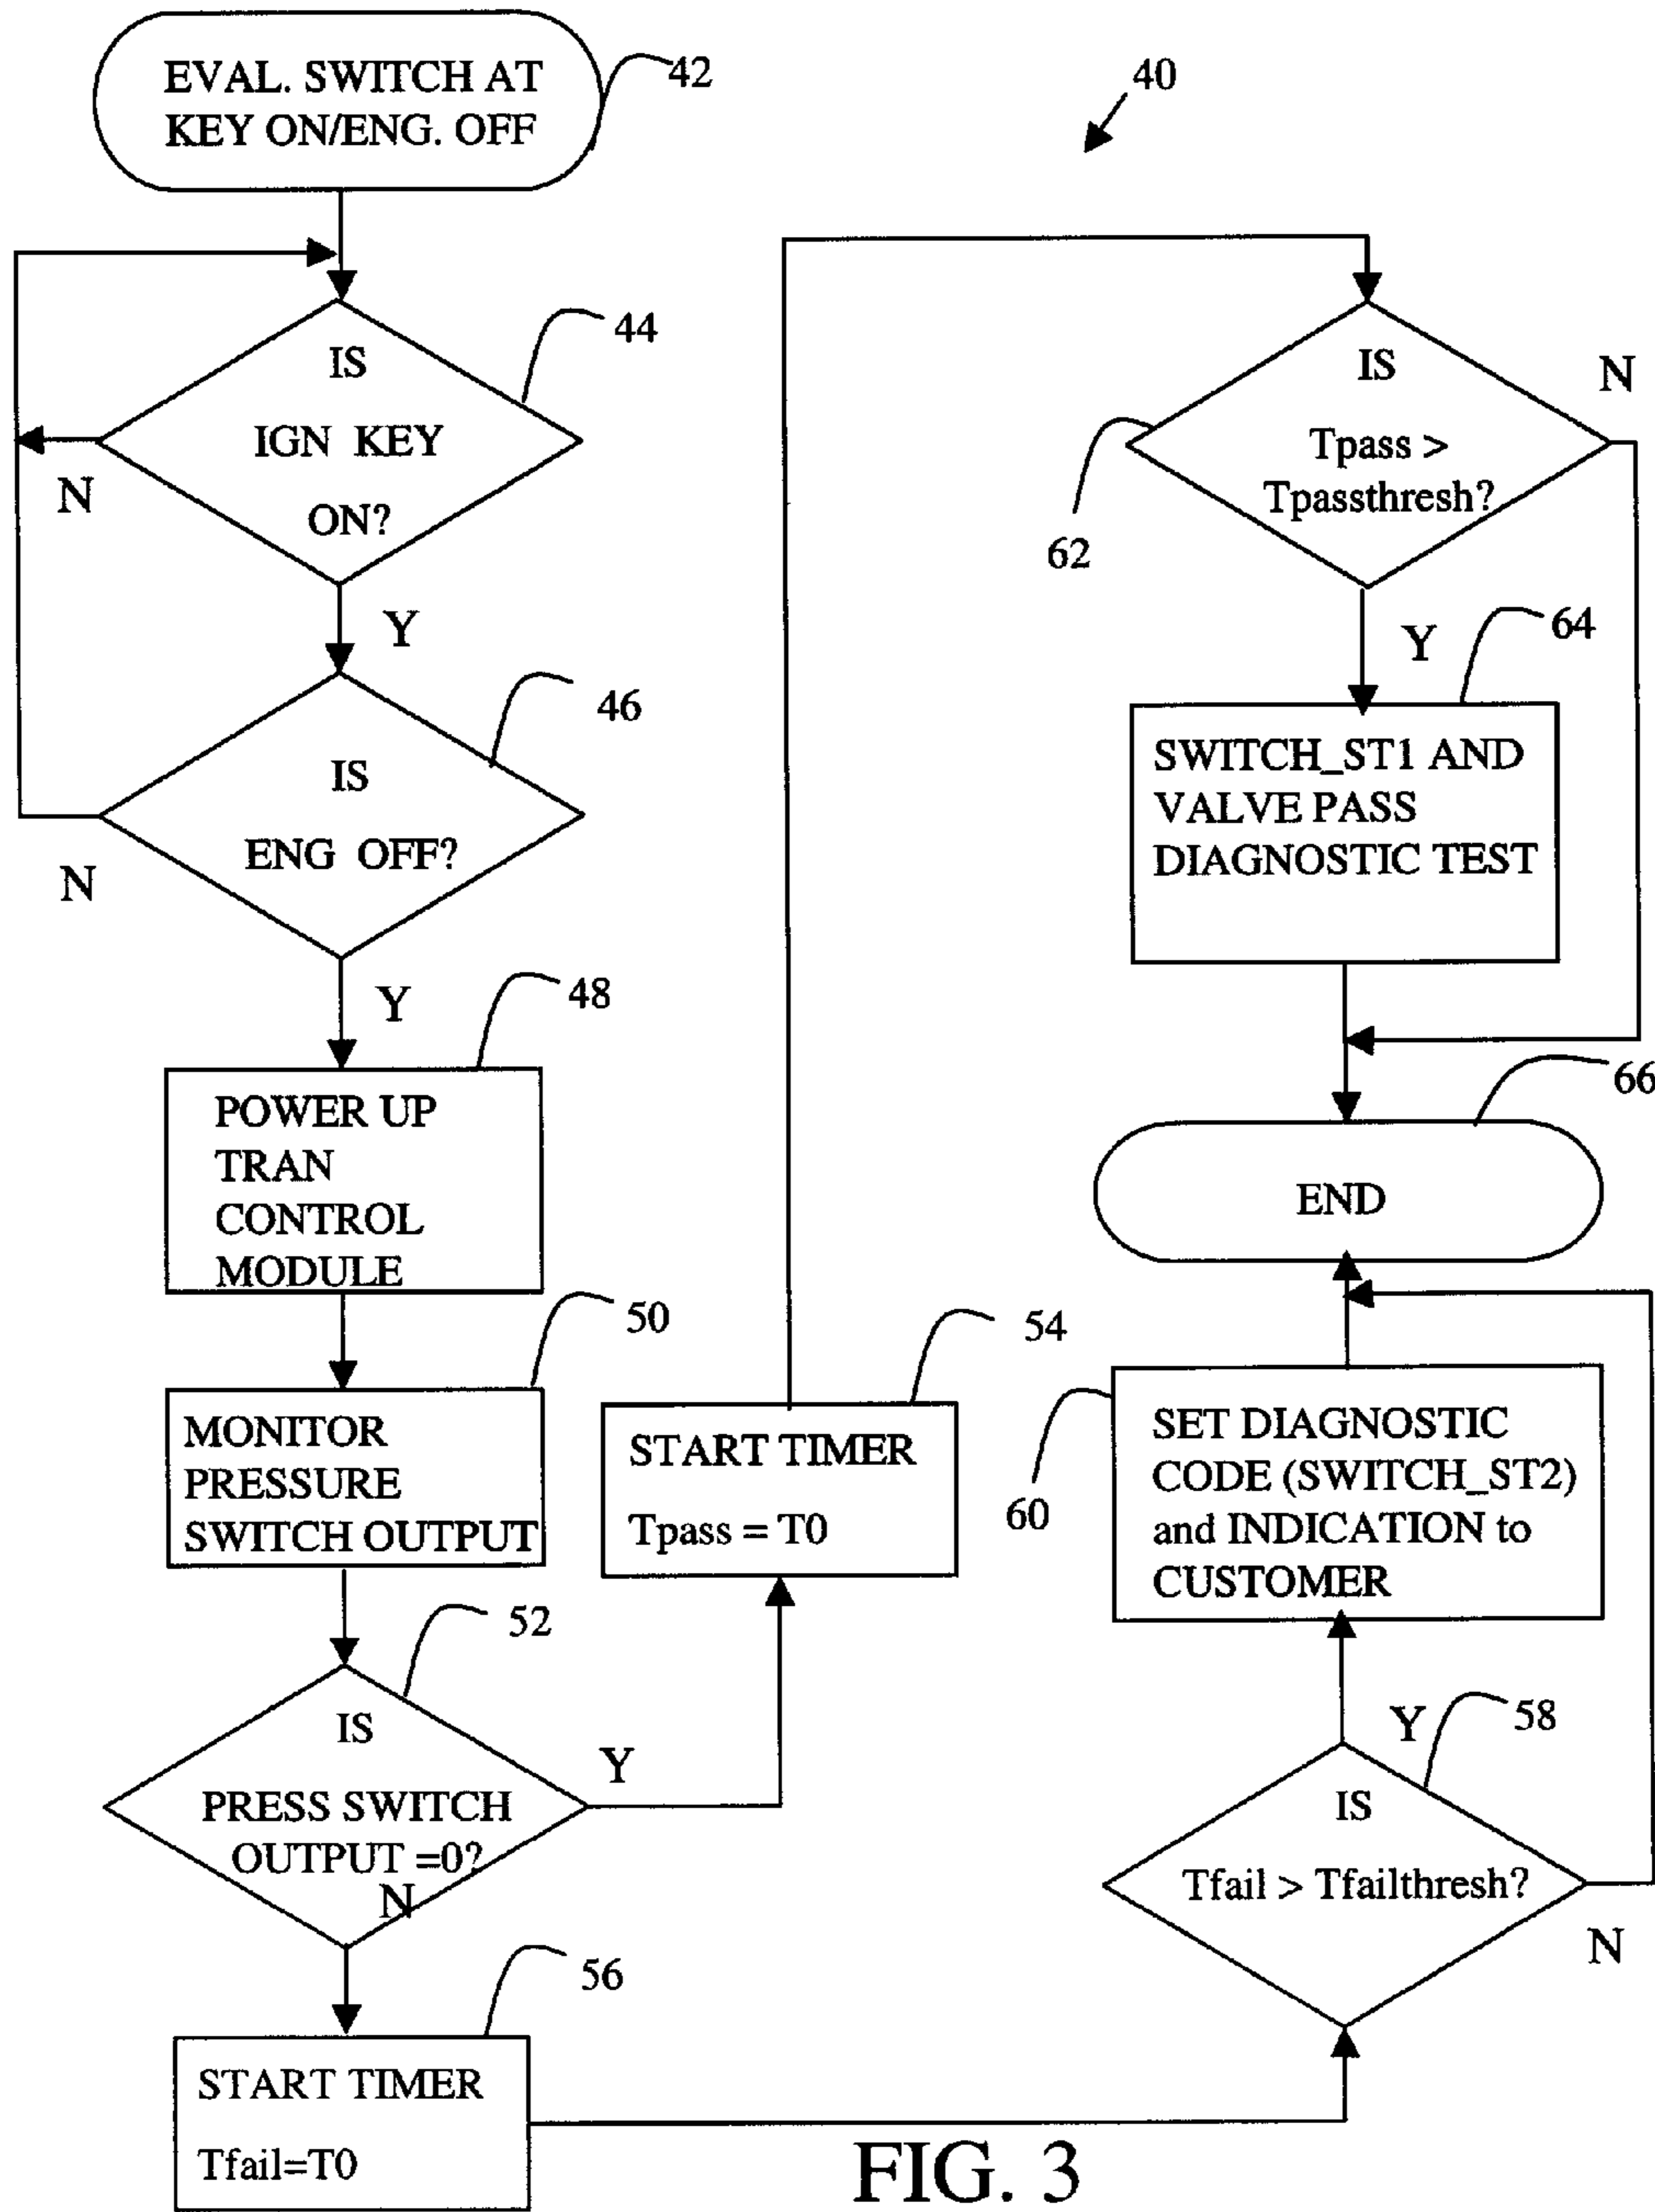 EVAL. SWITCH AT
KEY ON/ENG. OFF
42
40
IS
IGN KEY
ON?
44
N
Y
IS
ENG OFF?
46
N
Y
POWER UP
TRAN
CONTROL
MODULE
48
MONITOR
PRESSURE
SWITCH OUTPUT
50
IS
PRESS SWITCH
OUTPUT =0?
52
Y
N
START TIMER
Tpass = T0
54
START TIMER
Tfail=T0
56
IS
Tpass >
Tpassthresh?
62
N
Y
SWITCH_ST1 AND
VALVE PASS
DIAGNOSTIC TEST
64
END
66
SET DIAGNOSTIC
CODE (SWITCH_ST2)
and INDICATION to
CUSTOMER
60
Y
IS
Tfail > Tfailthresh?
58
N
FIG. 3